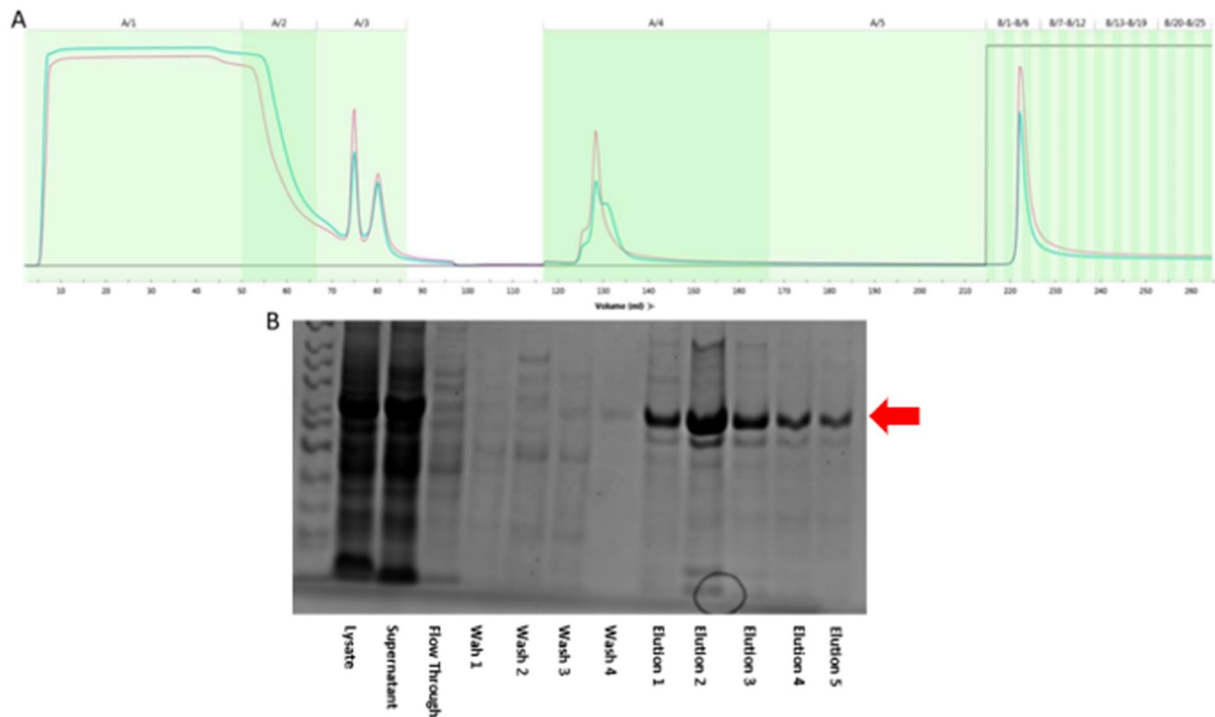 A
A/1 A/2 A/3 A/4 A/5 B/1-B/6 B/7-B/12 B/13-B/19 B/20-B/25
10 20 30 40 50 60 70 80 90 100 110 120 130 140 150 160 170 180 190 200 210 220 230 240 250 260
Volume (ml) >
B
Lysate
Supernatant
Flow Through
Wah 1
Wash 2
Wash 3
Wash 4
Elution 1
Elution 2
Elution 3
Elution 4
Elution 5